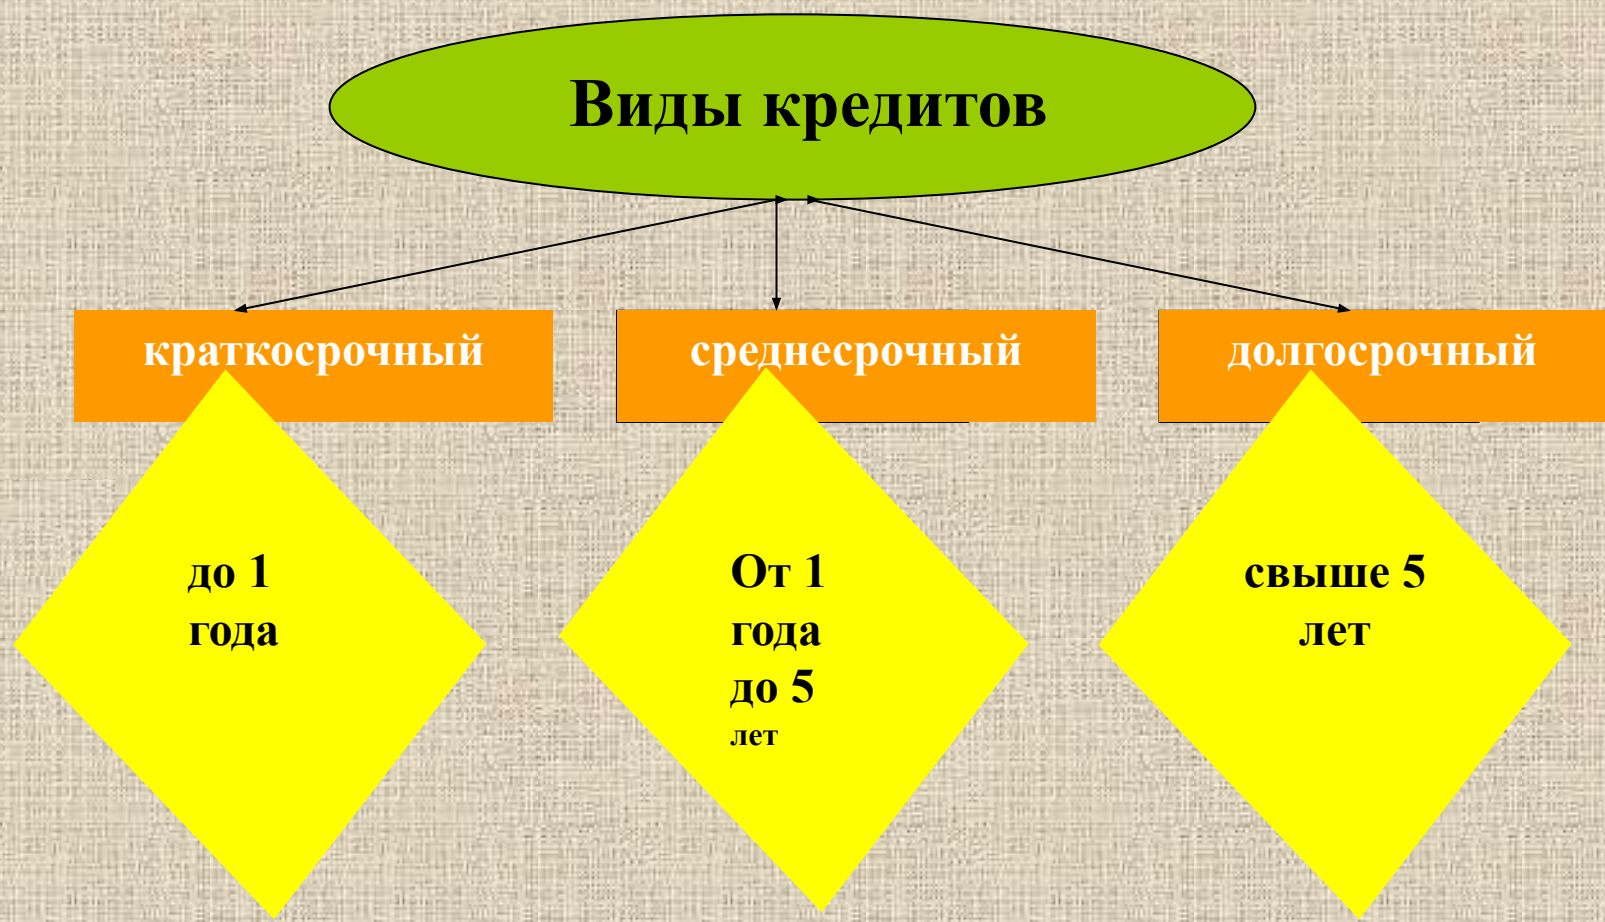 Виды кредитов
краткосрочный
среднесрочный
долгосрочный
до 1
года
От 1
года
до 5
лет
свыше 5
лет